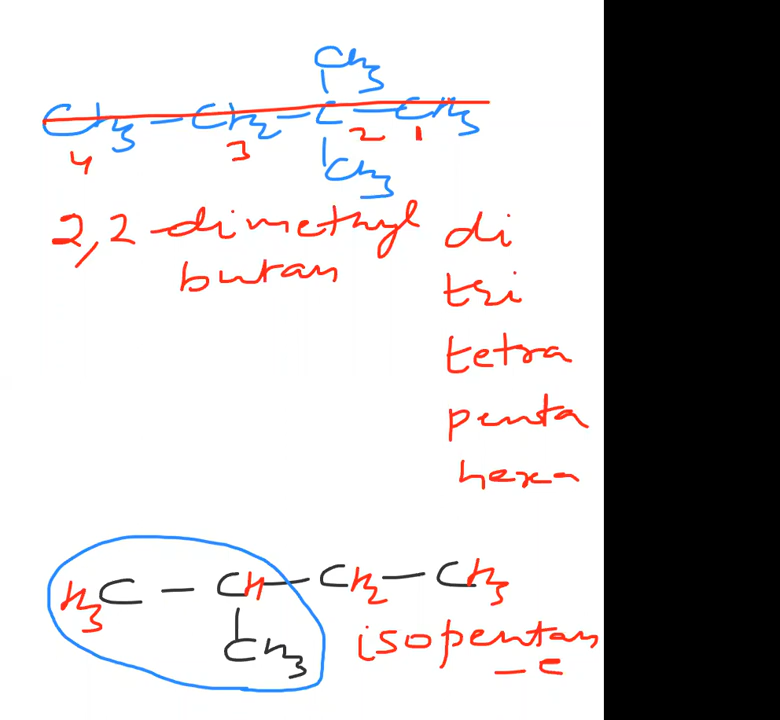 CH3
CH3 – CH2 – C – CH3
4 3 2 1
CH3
2,2 – dimethyl
butan
di
tri
tetra
penta
hexa
H3C – CH – CH2 – CH3
CH3
isopentan
– e